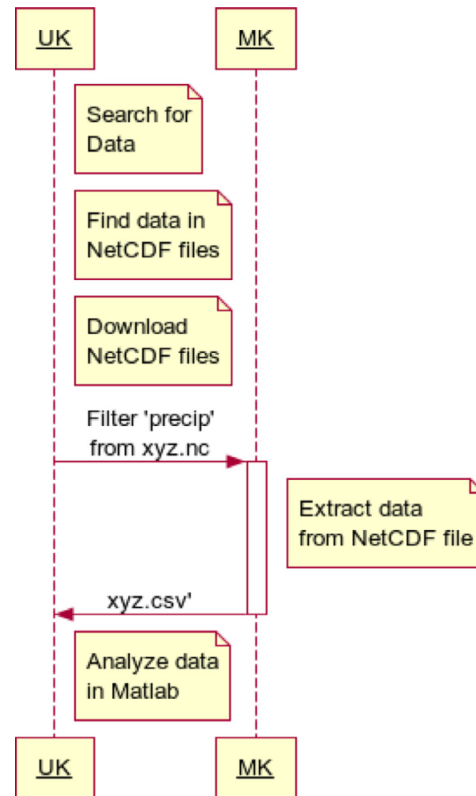 UK
MK
Search for
Data
Find data in
NetCDF files
Download
NetCDF files
Filter 'precip'
from xyz.nc
Extract data
from NetCDF file
xyz.csv'
Analyze data
in Matlab
UK
MK